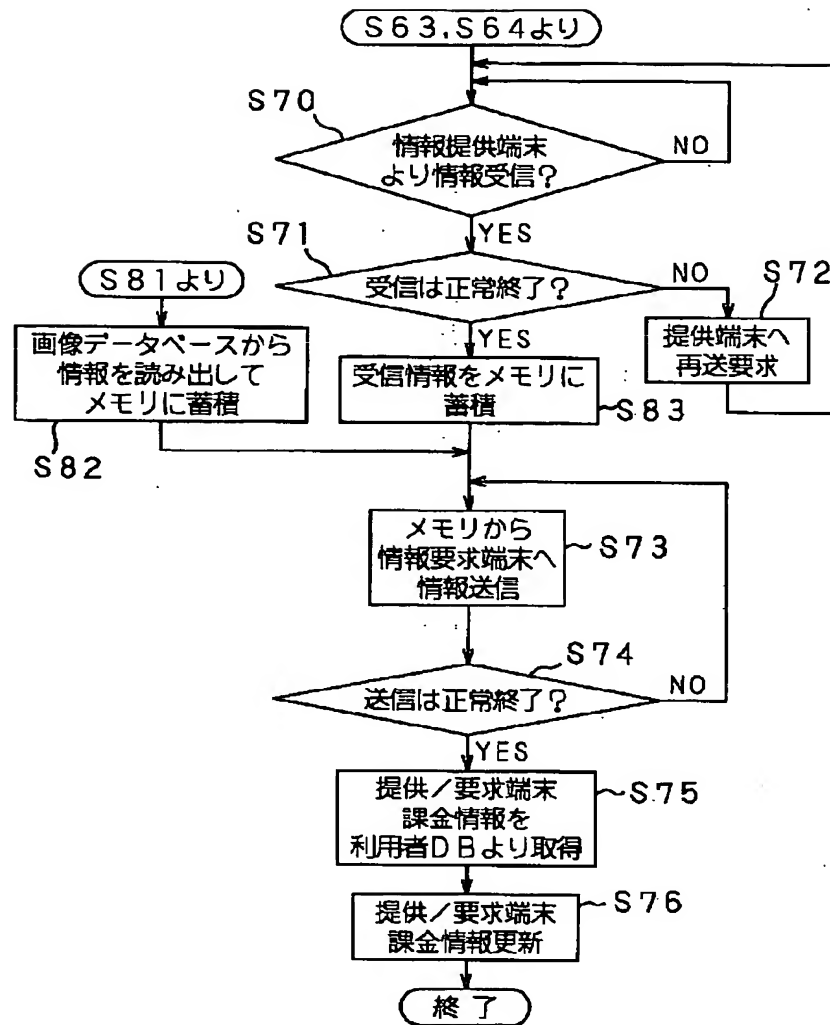 S63,S64より
S70
情報提供端末
より情報受信?
NO
YES
S71
受信は正常終了?
NO
S72
提供端末へ
再送要求
YES
S81より
画像データベースから
情報を読み出して
メモリに蓄積
S82
受信情報をメモリに
蓄積
S83
メモリから
情報要求端末へ
情報送信
S73
S74
送信は正常終了?
NO
YES
提供/要求端末
課金情報を
利用者DBより取得
S75
提供/要求端末
課金情報更新
S76
終了